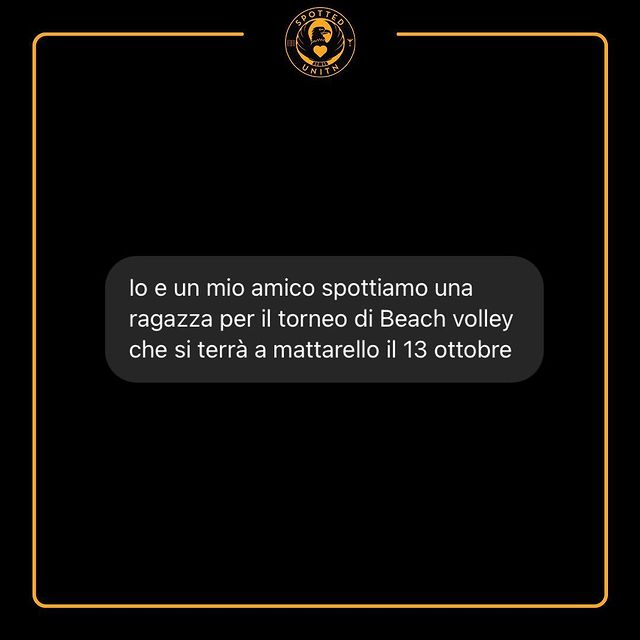 SPOTTED
UNITN
Io e un mio amico spottiamo una
ragazza per il torneo di Beach volley
che si terrà a mattarello il 13 ottobre